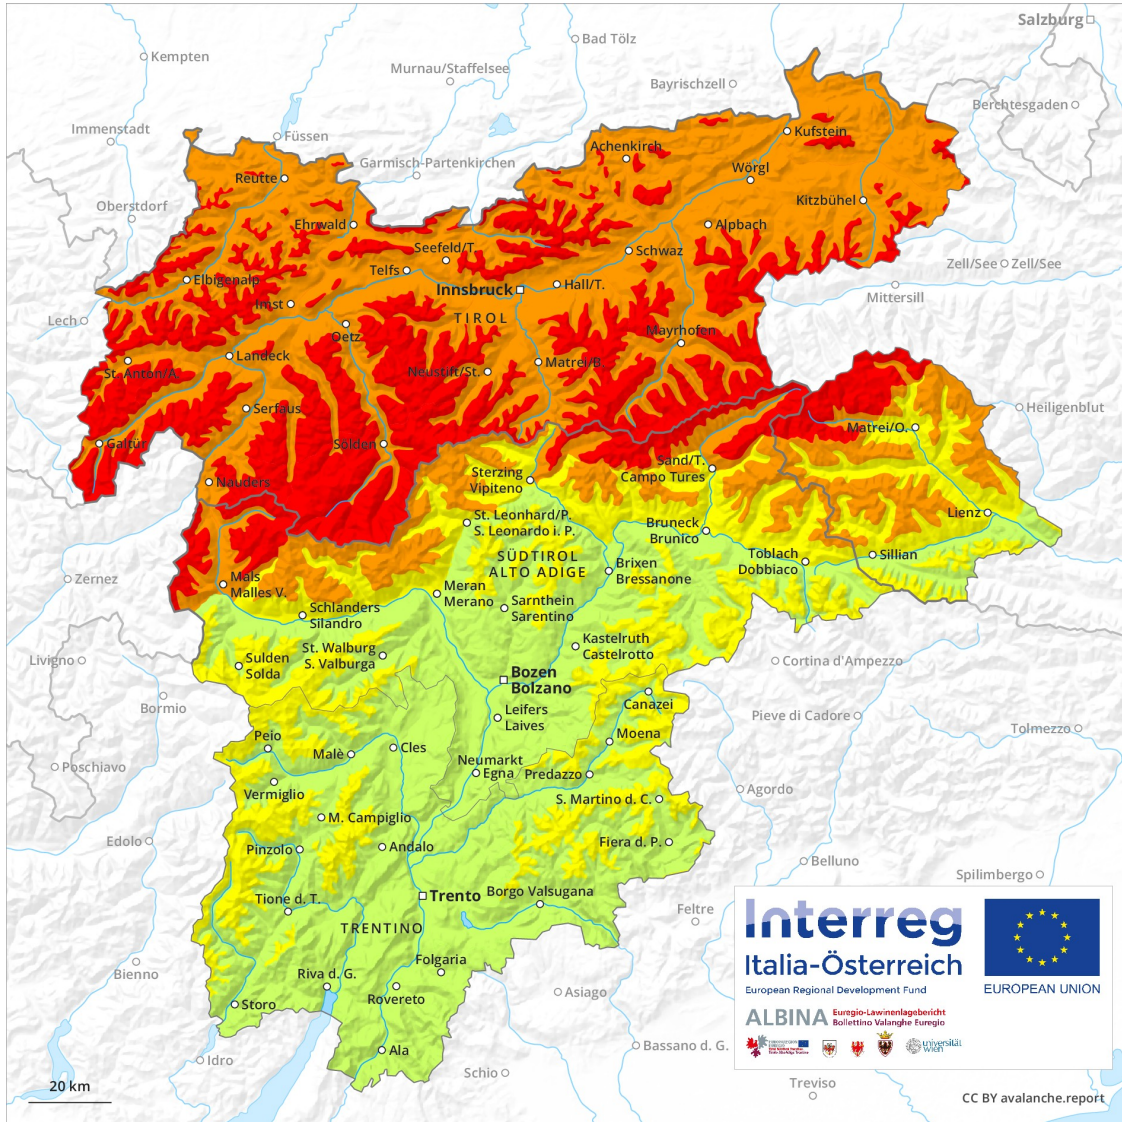 Salzburg
Bad Tölz
Kempten
Murnau/Staffelsee
Bayrischzell
Berchtesgaden
Immenstadt
Füssen
Kufstein
Achenkirch
Garmisch-Partenkirchen
Wörgl
Reutte
Oberstdorf
Kitzbühel
Ehrwald
Alpbach
Seefeld/T.
Schwaz
Telfs
Zell/See
Zell/See
Elbigenalp
Innsbruck
Hall/T.
Mittersill
Imst
TIROL
Lech
Oetz
Mayrhofen
Landeck
Matrei/B.
St. Anton/A.
Neustift/St.
Serfaus
Heiligenblut
Matrei/O.
Galtür
Sölden
Sand/T.
Campo Tures
Sterzing
Vipiteno
Nauders
Lienz
St. Leonhard/P.
S. Leonardo i. P.
Bruneck
Brunico
SÜDTIROL
ALTO ADIGE
Toblach
Dobbiaco
Sillian
Brixen
Bressanone
Zernez
Mals
Malles V.
Meran
Merano
Sarnthein
Sarentino
Schlanders
Silandro
Kastelruth
Castelrotto
St. Walburg
S. Valburga
Livigno
Sulden
Solda
Cortina d'Ampezzo
Bozen
Bolzano
Bormio
Canazei
Leifers
Laives
Pieve di Cadore
Tolmezzo
Peio
Moena
Malè
Cles
Neumarkt
Egna
Predazzo
Poschiavo
Vermiglio
Agordo
S. Martino d. C.
M. Campiglio
Edolo
Pinzolo
Andalo
Fiera d. P.
Belluno
Spilimbergo
Trento
Borgo Valsugana
Tione d. T.
Feltre
TRENTINO
Folgaria
Bienno
Riva d. G.
Rovereto
Asiago
Storo
Ala
Bassano d. G.
Idro
Schio
Treviso
20 km
Interreg
Italia-Österreich
European Regional Development Fund
EUROPEAN UNION
ALBINA
Euregio-Lawinenlagebericht
Bollettino Valanghe Euregio
universität
wien
CC BY avalanche.report